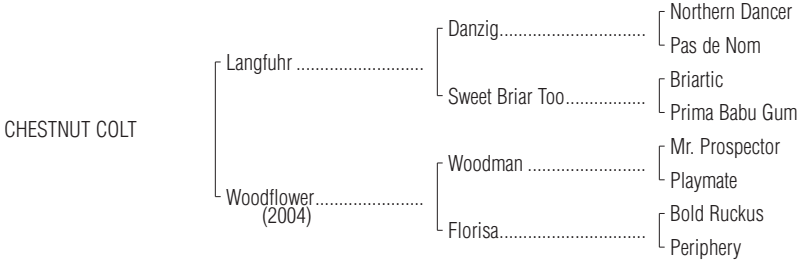 Northern Dancer
Danzig..............................
Pas de Nom
Langfuhr ..........................
Briartic
Sweet Briar Too.................
Prima Babu Gum
CHESTNUT COLT
Mr. Prospector
Woodman .........................
Playmate
Woodflower.......................
(2004)
Bold Ruckus
Florisa...............................
Periphery